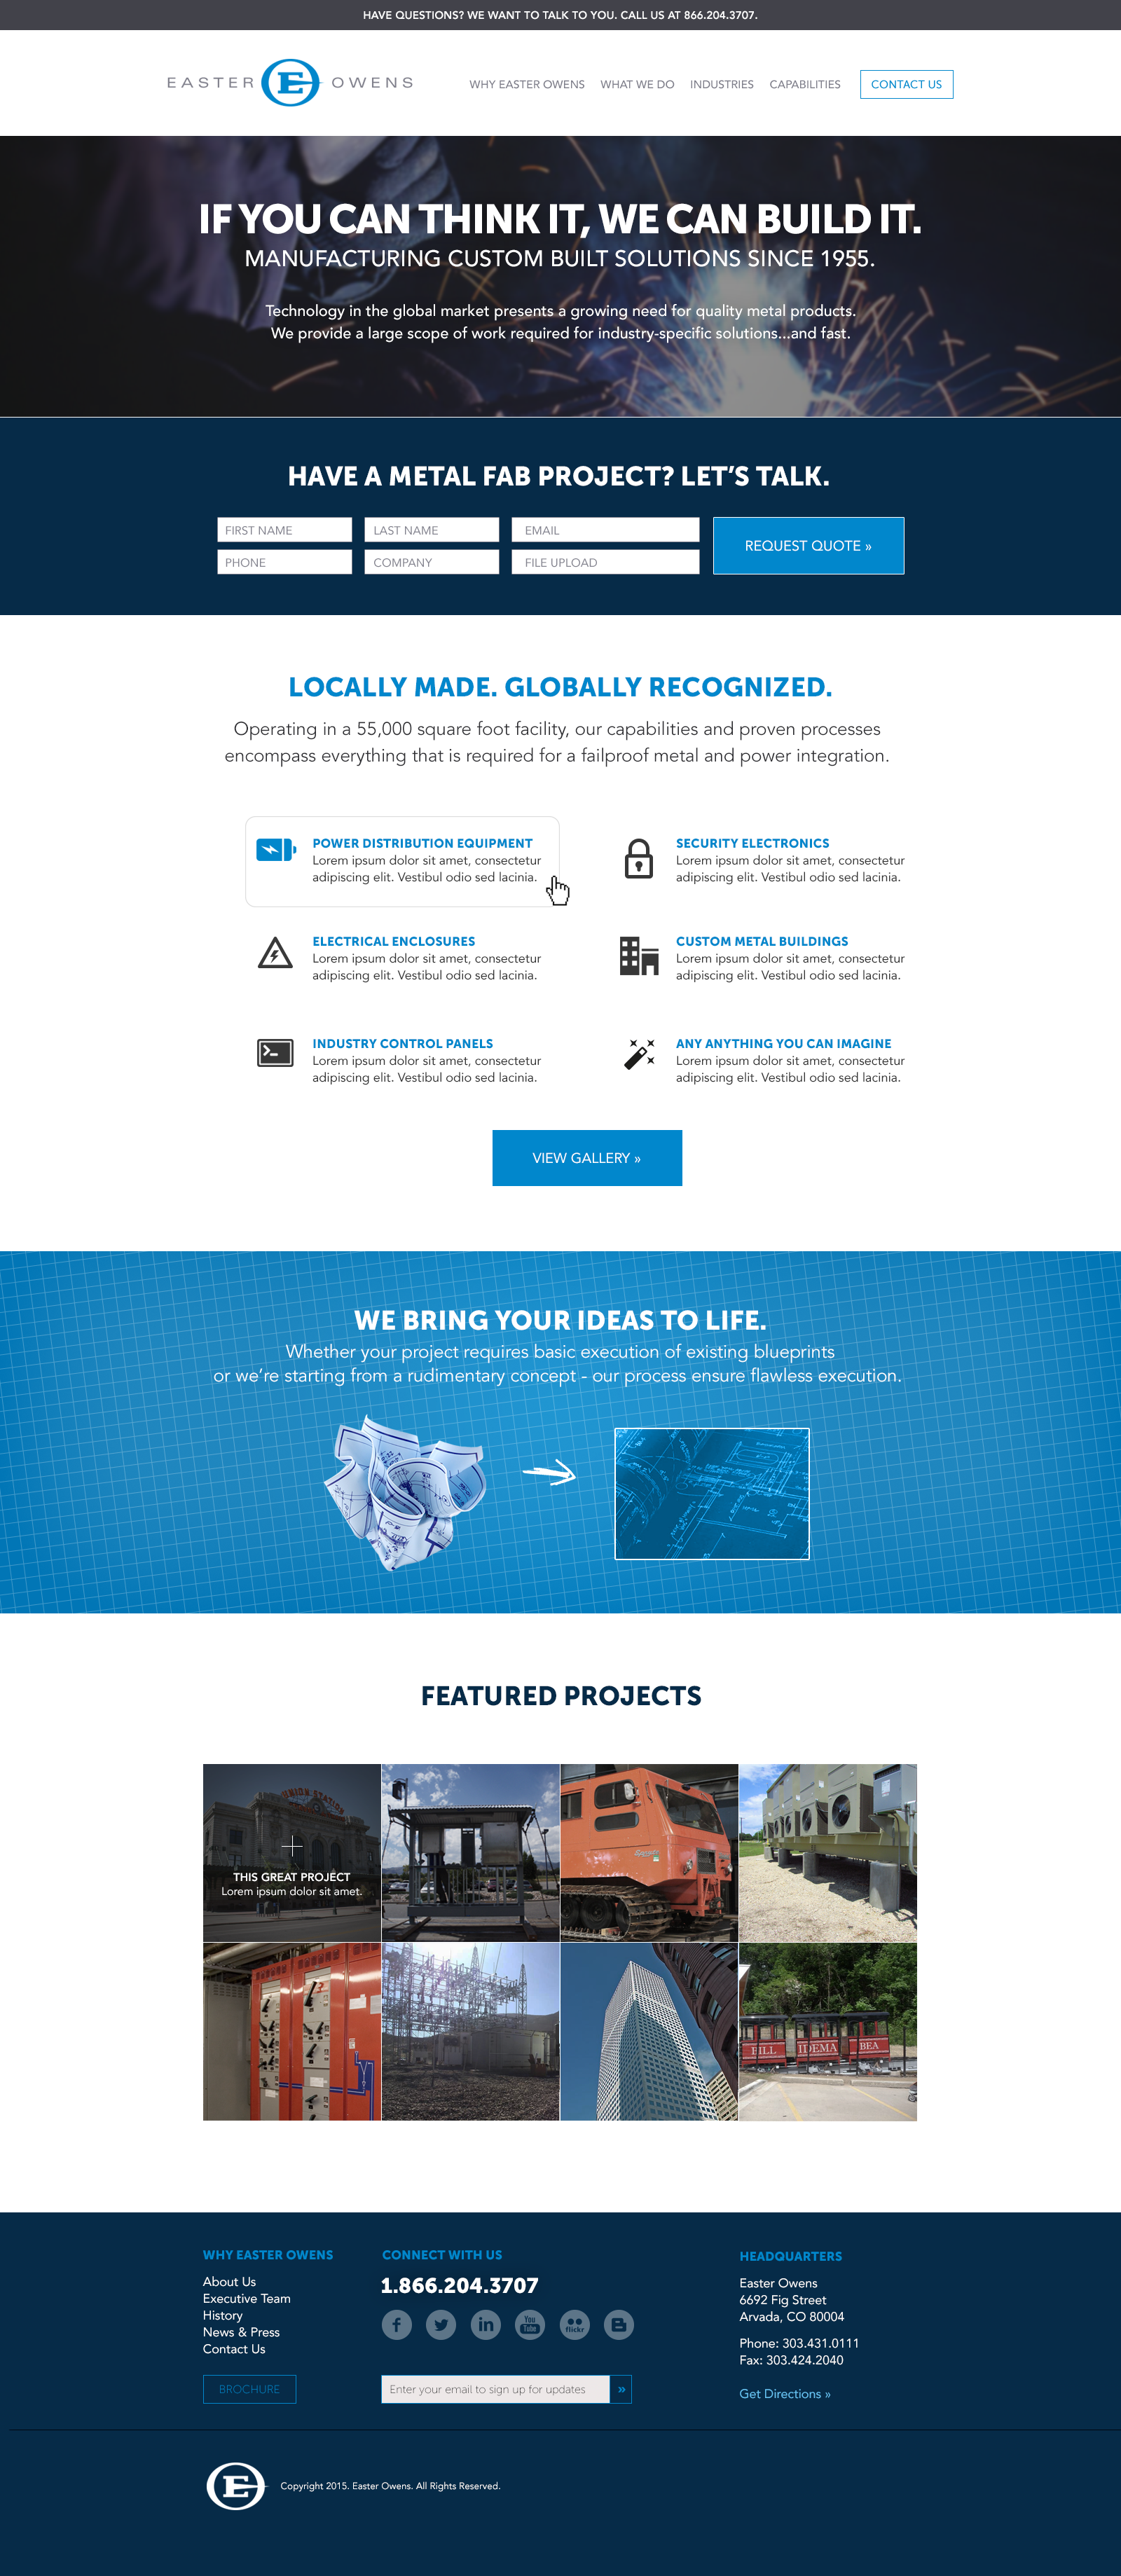 HAVE QUESTIONS? WE WANT TO TALK TO YOU. CALL US AT 866.204.3707.
EASTER E OWENS
WHY EASTER OWENS
WHAT WE DO
INDUSTRIES
CAPABILITIES
CONTACT US
IF YOU CAN THINK IT, WE CAN BUILD IT.
MANUFACTURING CUSTOM BUILT SOLUTIONS SINCE 1955.
Technology in the global market presents a growing need for quality metal products.
We provide a large scope of work required for industry-specific solutions...and fast.
HAVE A METAL FAB PROJECT? LET'S TALK.
FIRST NAME
LAST NAME
EMAIL
PHONE
COMPANY
FILE UPLOAD
REQUEST QUOTE »
LOCALLY MADE. GLOBALLY RECOGNIZED.
Operating in a 55,000 square foot facility, our capabilities and proven processes
encompass everything that is required for a failproof metal and power integration.
POWER DISTRIBUTION EQUIPMENT
Lorem ipsum dolor sit amet, consectetur
adipiscing elit. Vestibul odio sed lacinia.
SECURITY ELECTRONICS
Lorem ipsum dolor sit amet, consectetur
adipiscing elit. Vestibul odio sed lacinia.
ELECTRICAL ENCLOSURES
Lorem ipsum dolor sit amet, consectetur
adipiscing elit. Vestibul odio sed lacinia.
CUSTOM METAL BUILDINGS
Lorem ipsum dolor sit amet, consectetur
adipiscing elit. Vestibul odio sed lacinia.
INDUSTRY CONTROL PANELS
Lorem ipsum dolor sit amet, consectetur
adipiscing elit. Vestibul odio sed lacinia.
ANY ANYTHING YOU CAN IMAGINE
Lorem ipsum dolor sit amet, consectetur
adipiscing elit. Vestibul odio sed lacinia.
VIEW GALLERY »
WE BRING YOUR IDEAS TO LIFE.
Whether your project requires basic execution of existing blueprints
or we're starting from a rudimentary concept - our process ensure flawless execution.
FEATURED PROJECTS
UNION STATION
THIS GREAT PROJECT
Lorem ipsum dolor sit amet.
BILL
IDEMA
BEA
WHY EASTER OWENS
About Us
Executive Team
History
News & Press
Contact Us
BROCHURE
CONNECT WITH US
1.866.204.3707
f
in
You
Tube
flickr
B
Enter your email to sign up for updates
»
HEADQUARTERS
Easter Owens
6692 Fig Street
Arvada, CO 80004
Phone: 303.431.0111
Fax: 303.424.2040
Get Directions »
E
Copyright 2015. Easter Owens. All Rights Reserved.